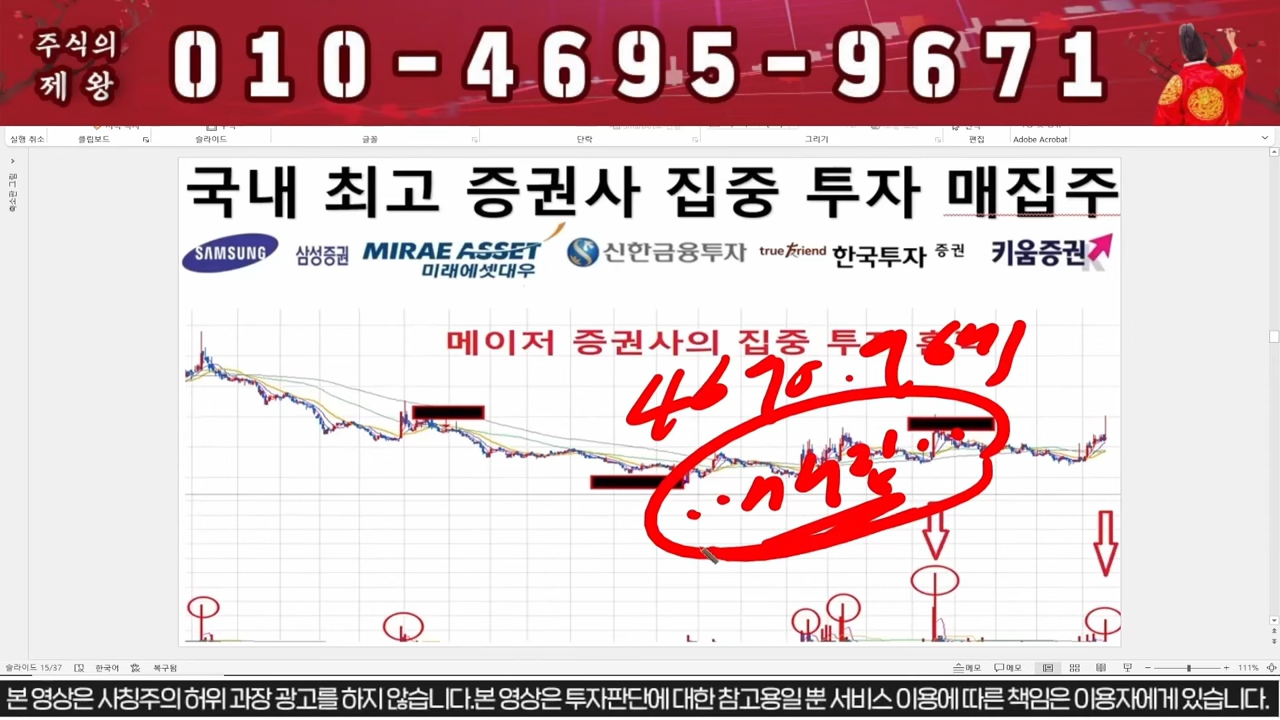 주식의
제왕
010-4695-9671
실행 취소 클립보드 슬라이드 글꼴 단락 그리기 편집 Adobe Acrobat
국내 최고 증권사 집중 투자 매집주
SAMSUNG 삼성증권 MIRAE ASSET 미래에셋대우 신한금융투자 true friend 한국투자 증권 키움증권
메이저 증권사의 집중 투자
매집
슬라이드 15/37 한국어 복구됨 메모 메모 111%
본 영상은 사칭주의 허위 과장 광고를 하지 않습니다.본 영상은 투자판단에 대한 참고용일 뿐 서비스 이용에 따른 책임은 이용자에게 있습니다.